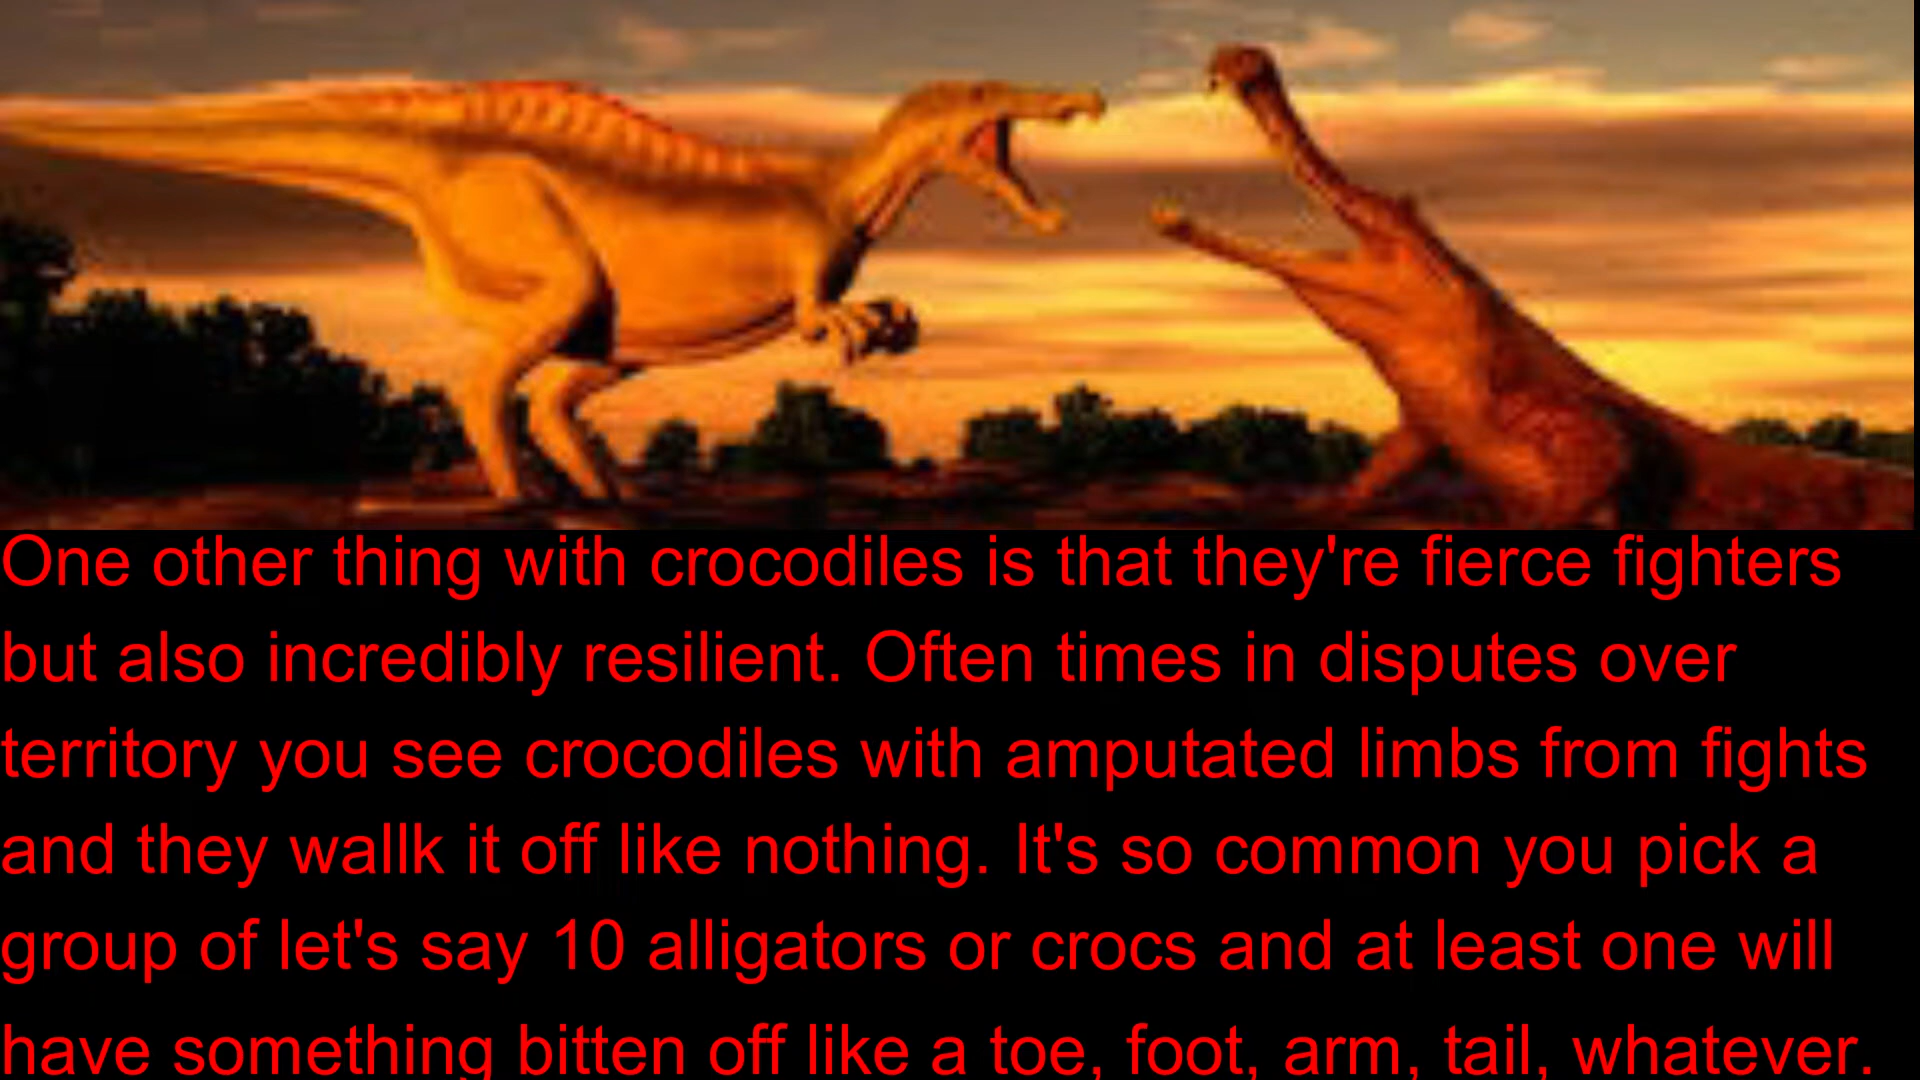 One other thing with crocodiles is that they're fierce fighters
but also incredibly resilient. Often times in disputes over
territory you see crocodiles with amputated limbs from fights
and they wallk it off like nothing. It's so common you pick a
group of let's say 10 alligators or crocs and at least one will
have something bitten off like a toe, foot, arm, tail, whatever.